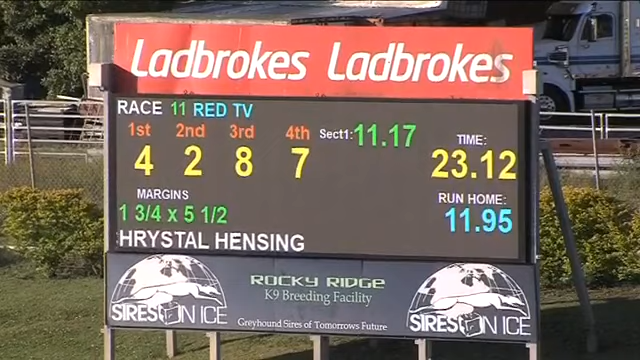 Ladbrokes Ladbrokes
RACE 11 RED TV
1st 2nd 3rd 4th Sect1: 11.17 TIME:
4 2 8 7 23.12
MARGINS RUN HOME:
1 3/4 x 5 1/2 11.95
HRYSTAL HENSING
ROCKY RIDGE
K9 Breeding Facility
SIRES ON ICE SIRES ON ICE
Greyhound Sires of Tomorrows Future